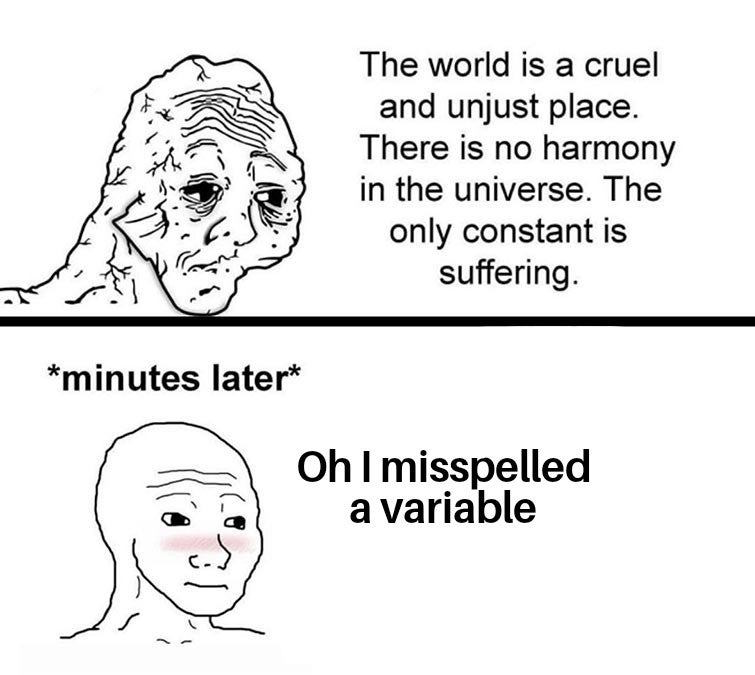 The world is a cruel
and unjust place.
There is no harmony
in the universe. The
only constant is
suffering.
*minutes later*
Oh I misspelled
a variable